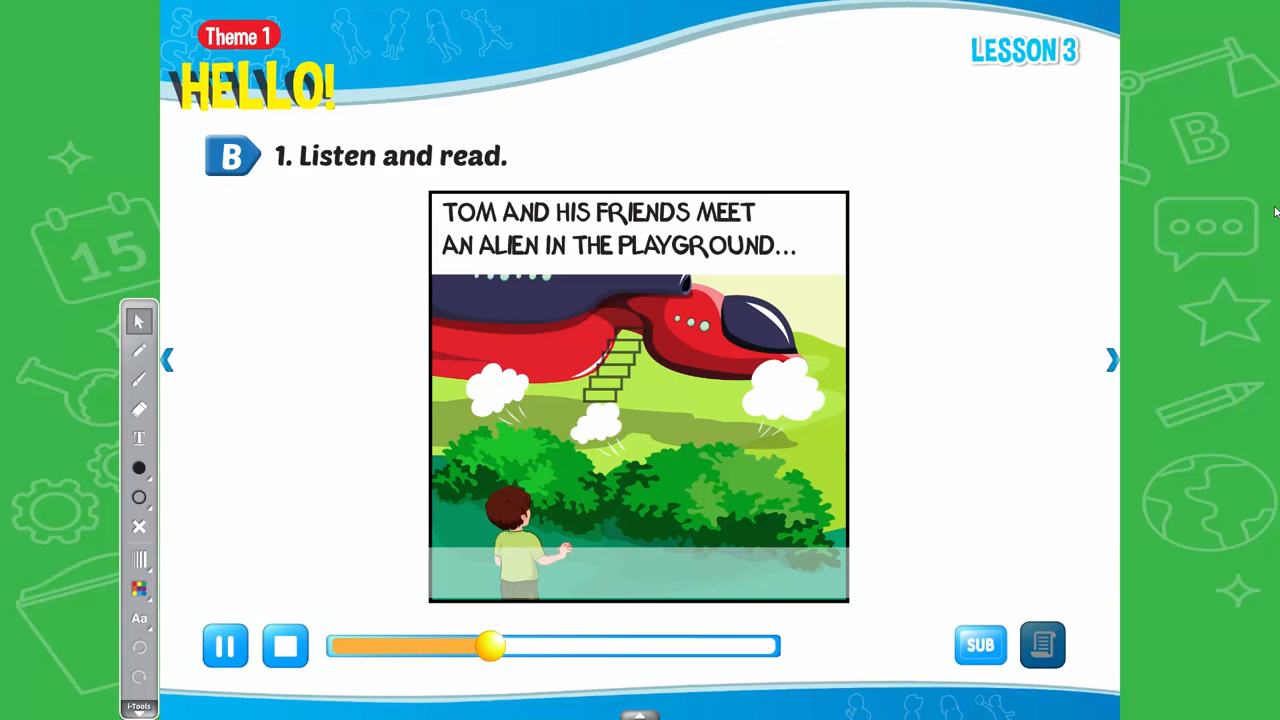 Theme 1
HELLO!
LESSON 3
B 1. Listen and read.
TOM AND HIS FRIENDS MEET
AN ALIEN IN THE PLAYGROUND...
15
B
T
Aa
i-Tools
SUB